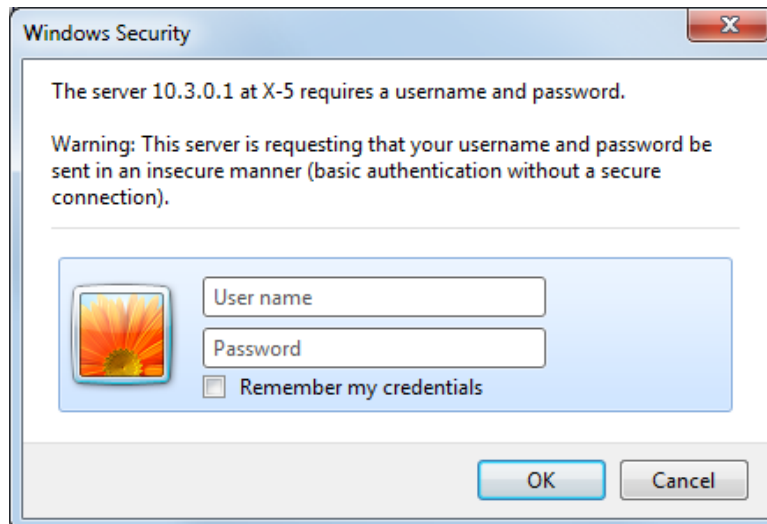 Windows Security
The server 10.3.0.1 at X-5 requires a username and password.
Warning: This server is requesting that your username and password be
sent in an insecure manner (basic authentication without a secure
connection).
User name
Password
Remember my credentials
OK
Cancel